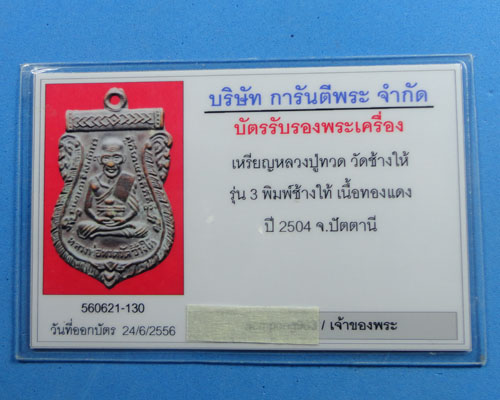 บริษัท การันตีพระ จำกัด
บัตรรับรองพระเครื่อง
เหรียญหลวงปู่ทวด วัดช้างให้
รุ่น 3 พิมพ์ช้างให้ เนื้อทองแดง
ปี 2504 จ.ปัตตานี
560621-130
วันที่ออกบัตร 24/6/2556
/ เจ้าของพระ